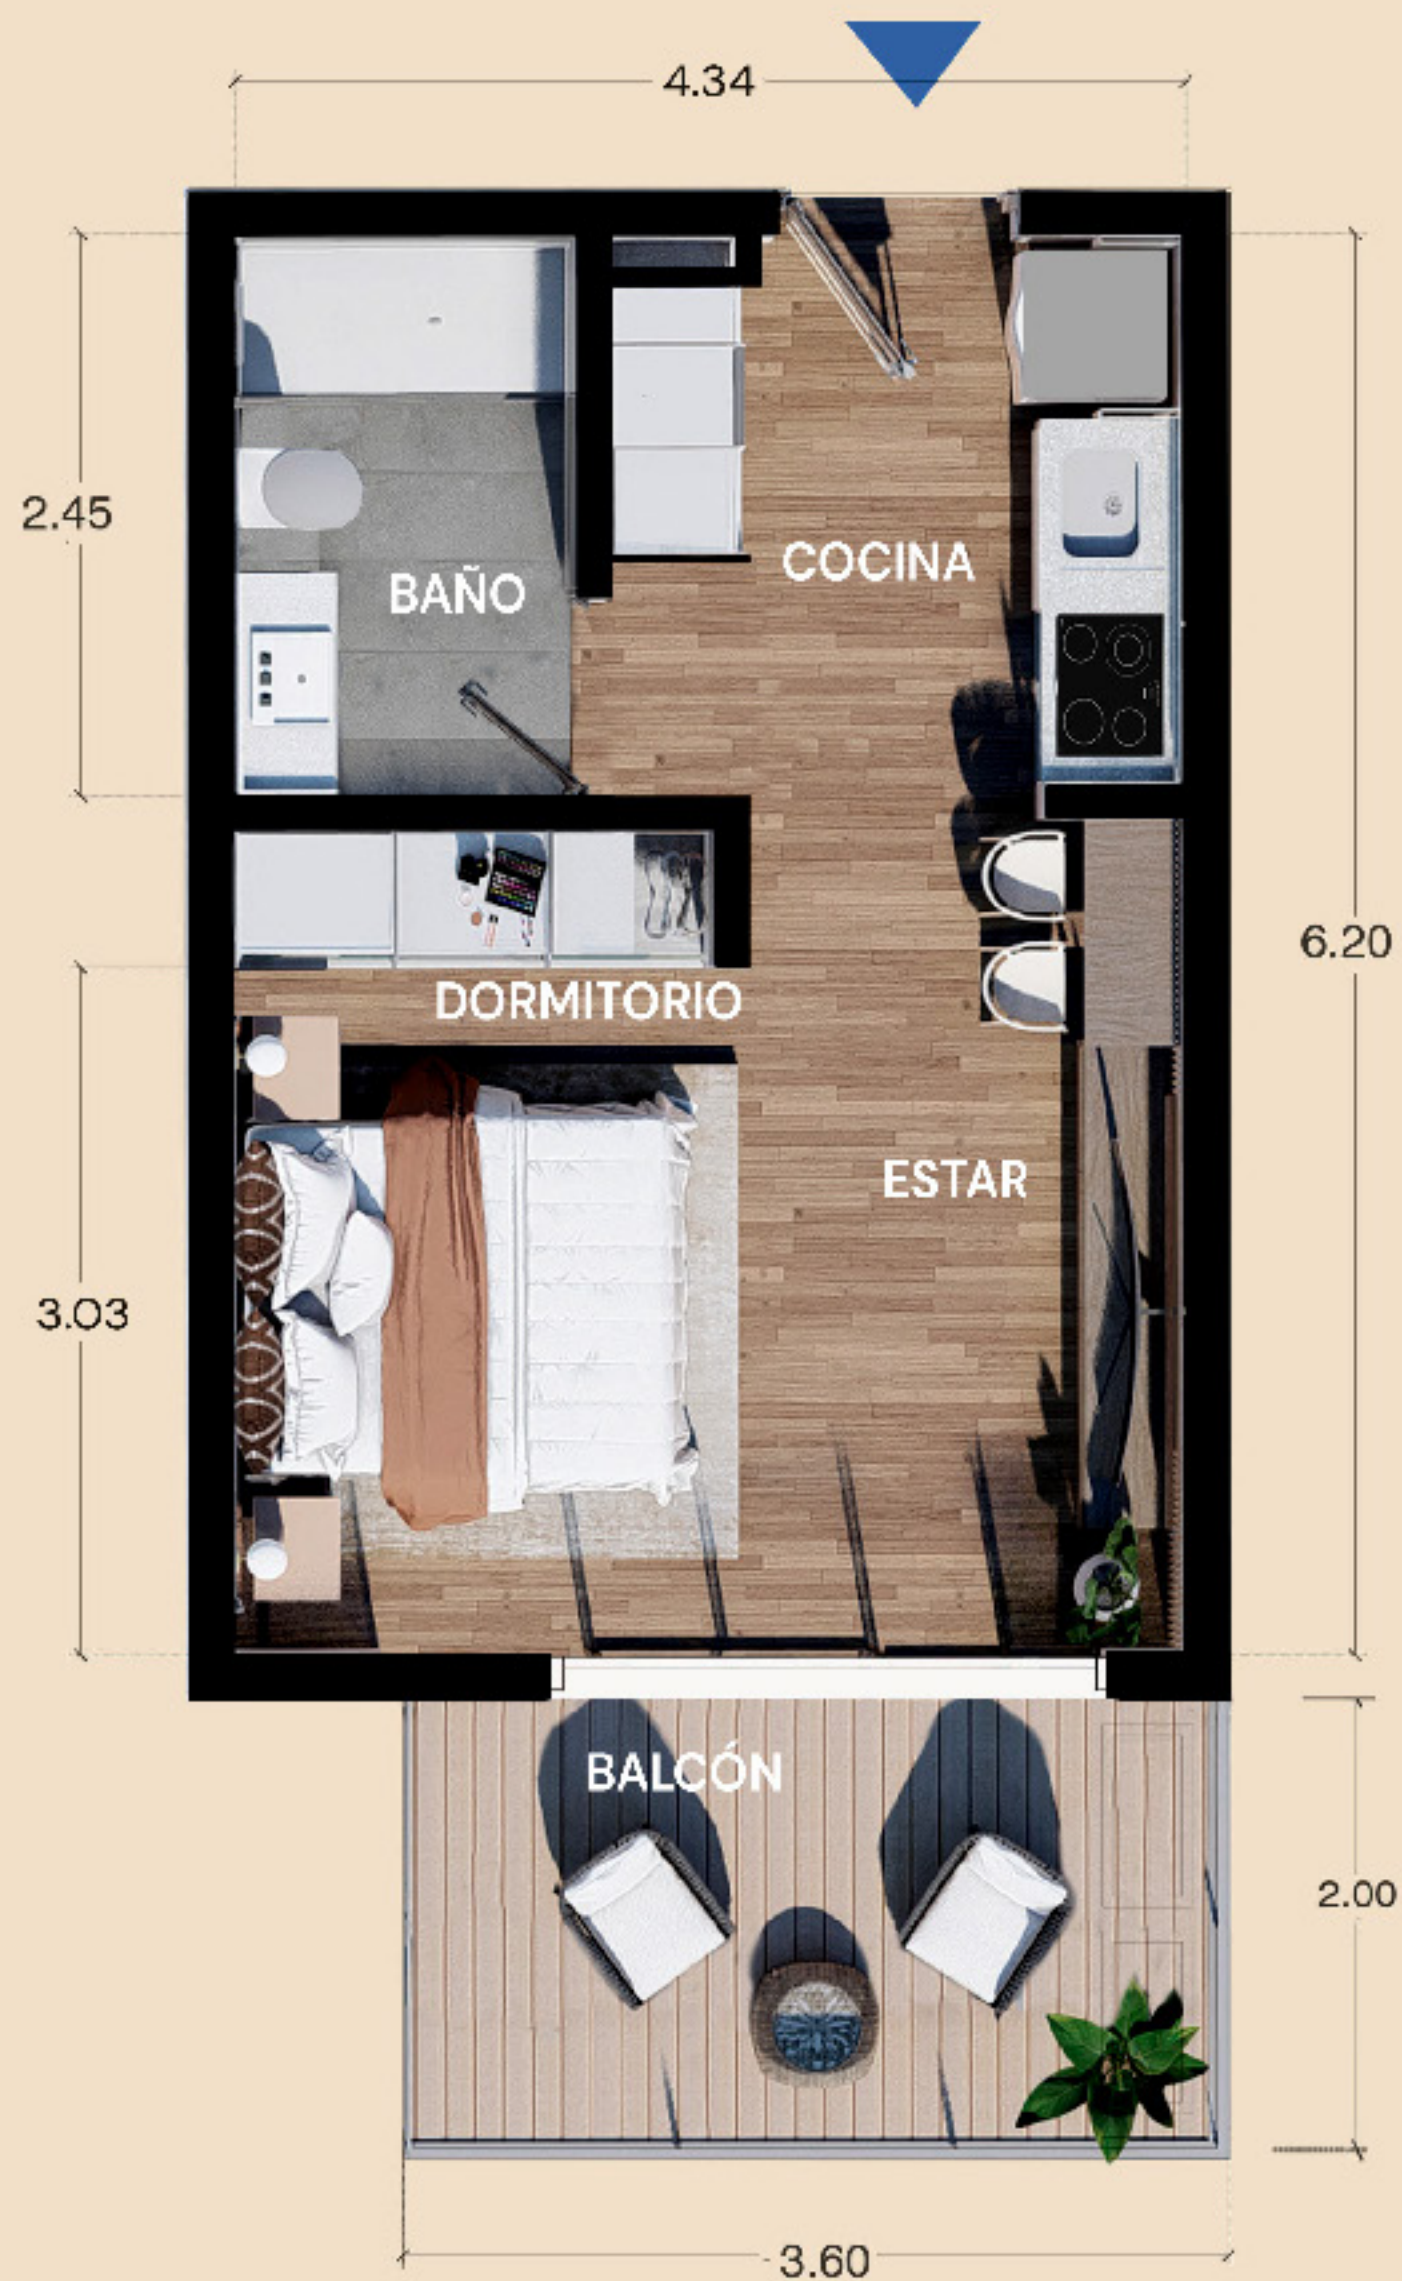 4.34
2.45
COCINA
BAÑO
6.20
DORMITORIO
ESTAR
3.03
BALCÓN
2.00
3.60